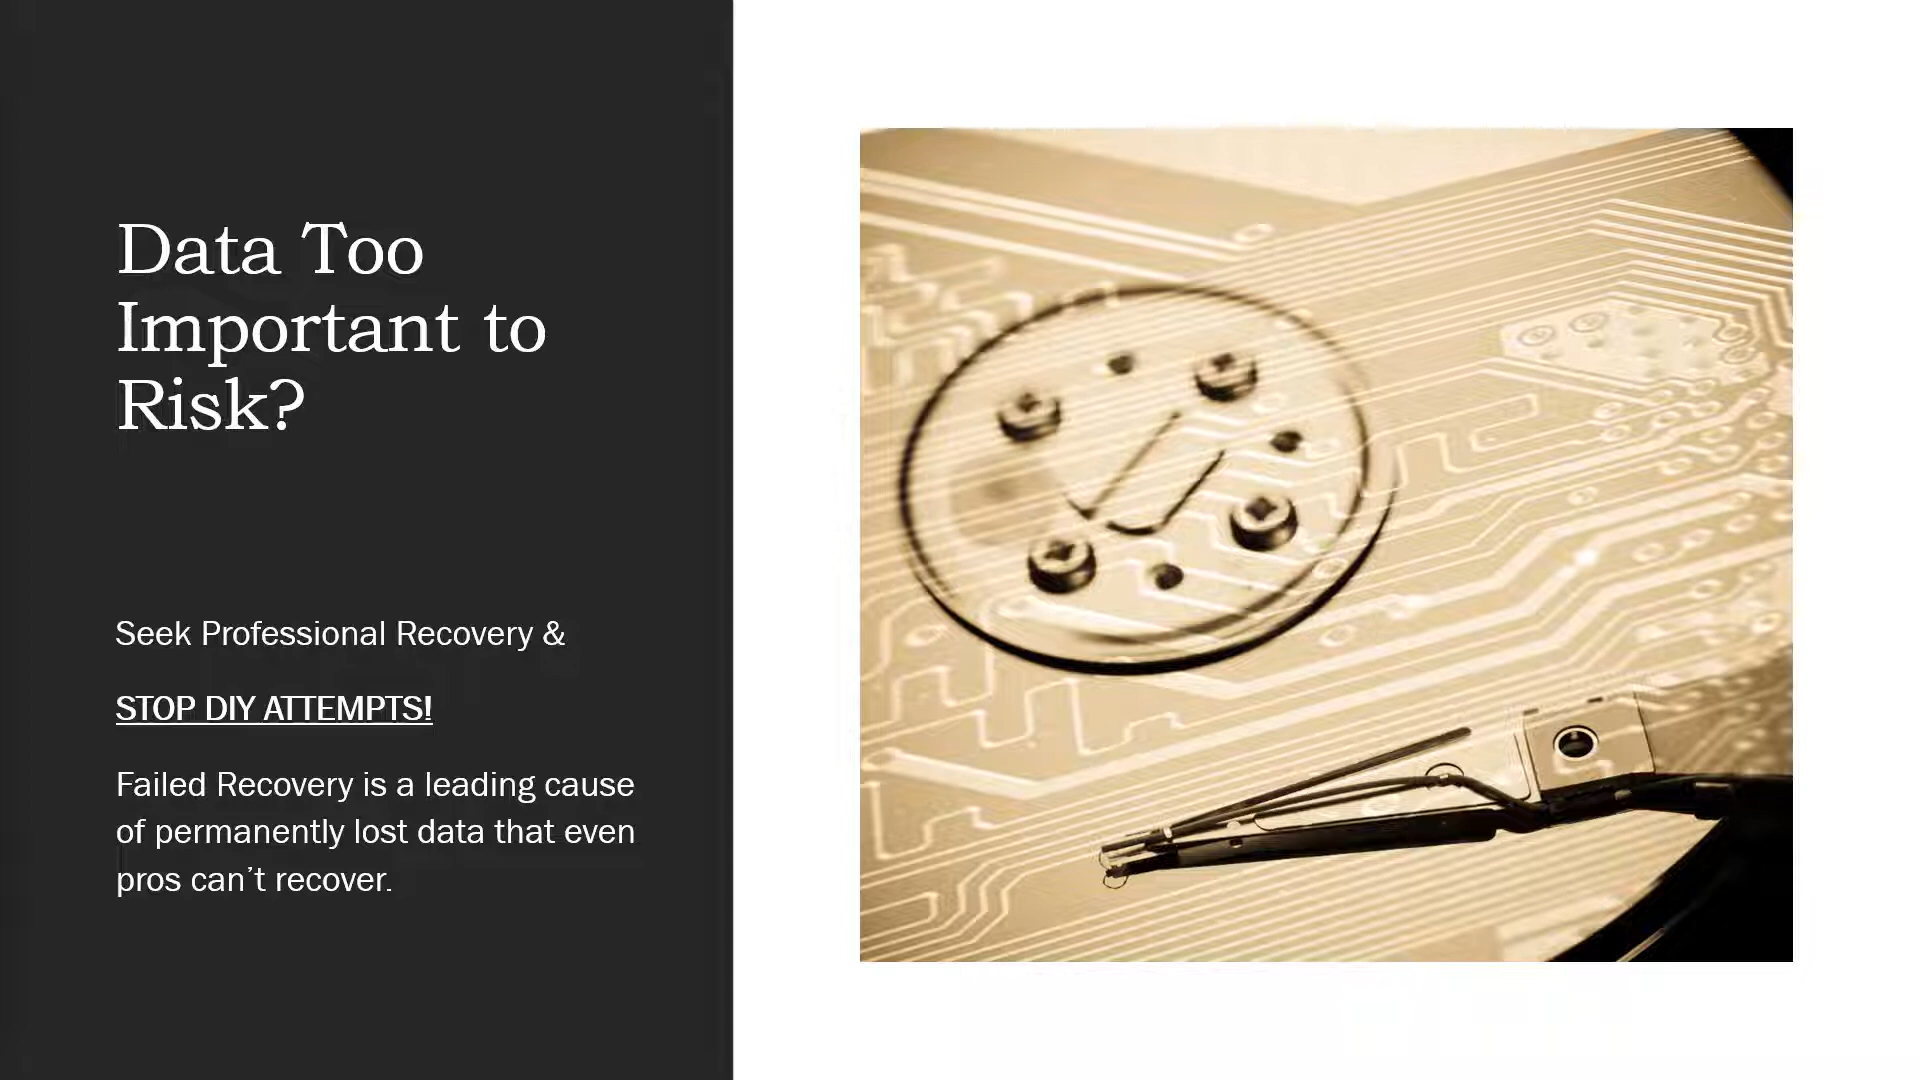 Data Too
Important to
Risk?
Seek Professional Recovery &
STOP DIY ATTEMPTS!
Failed Recovery is a leading cause
of permanently lost data that even
pros can’t recover.